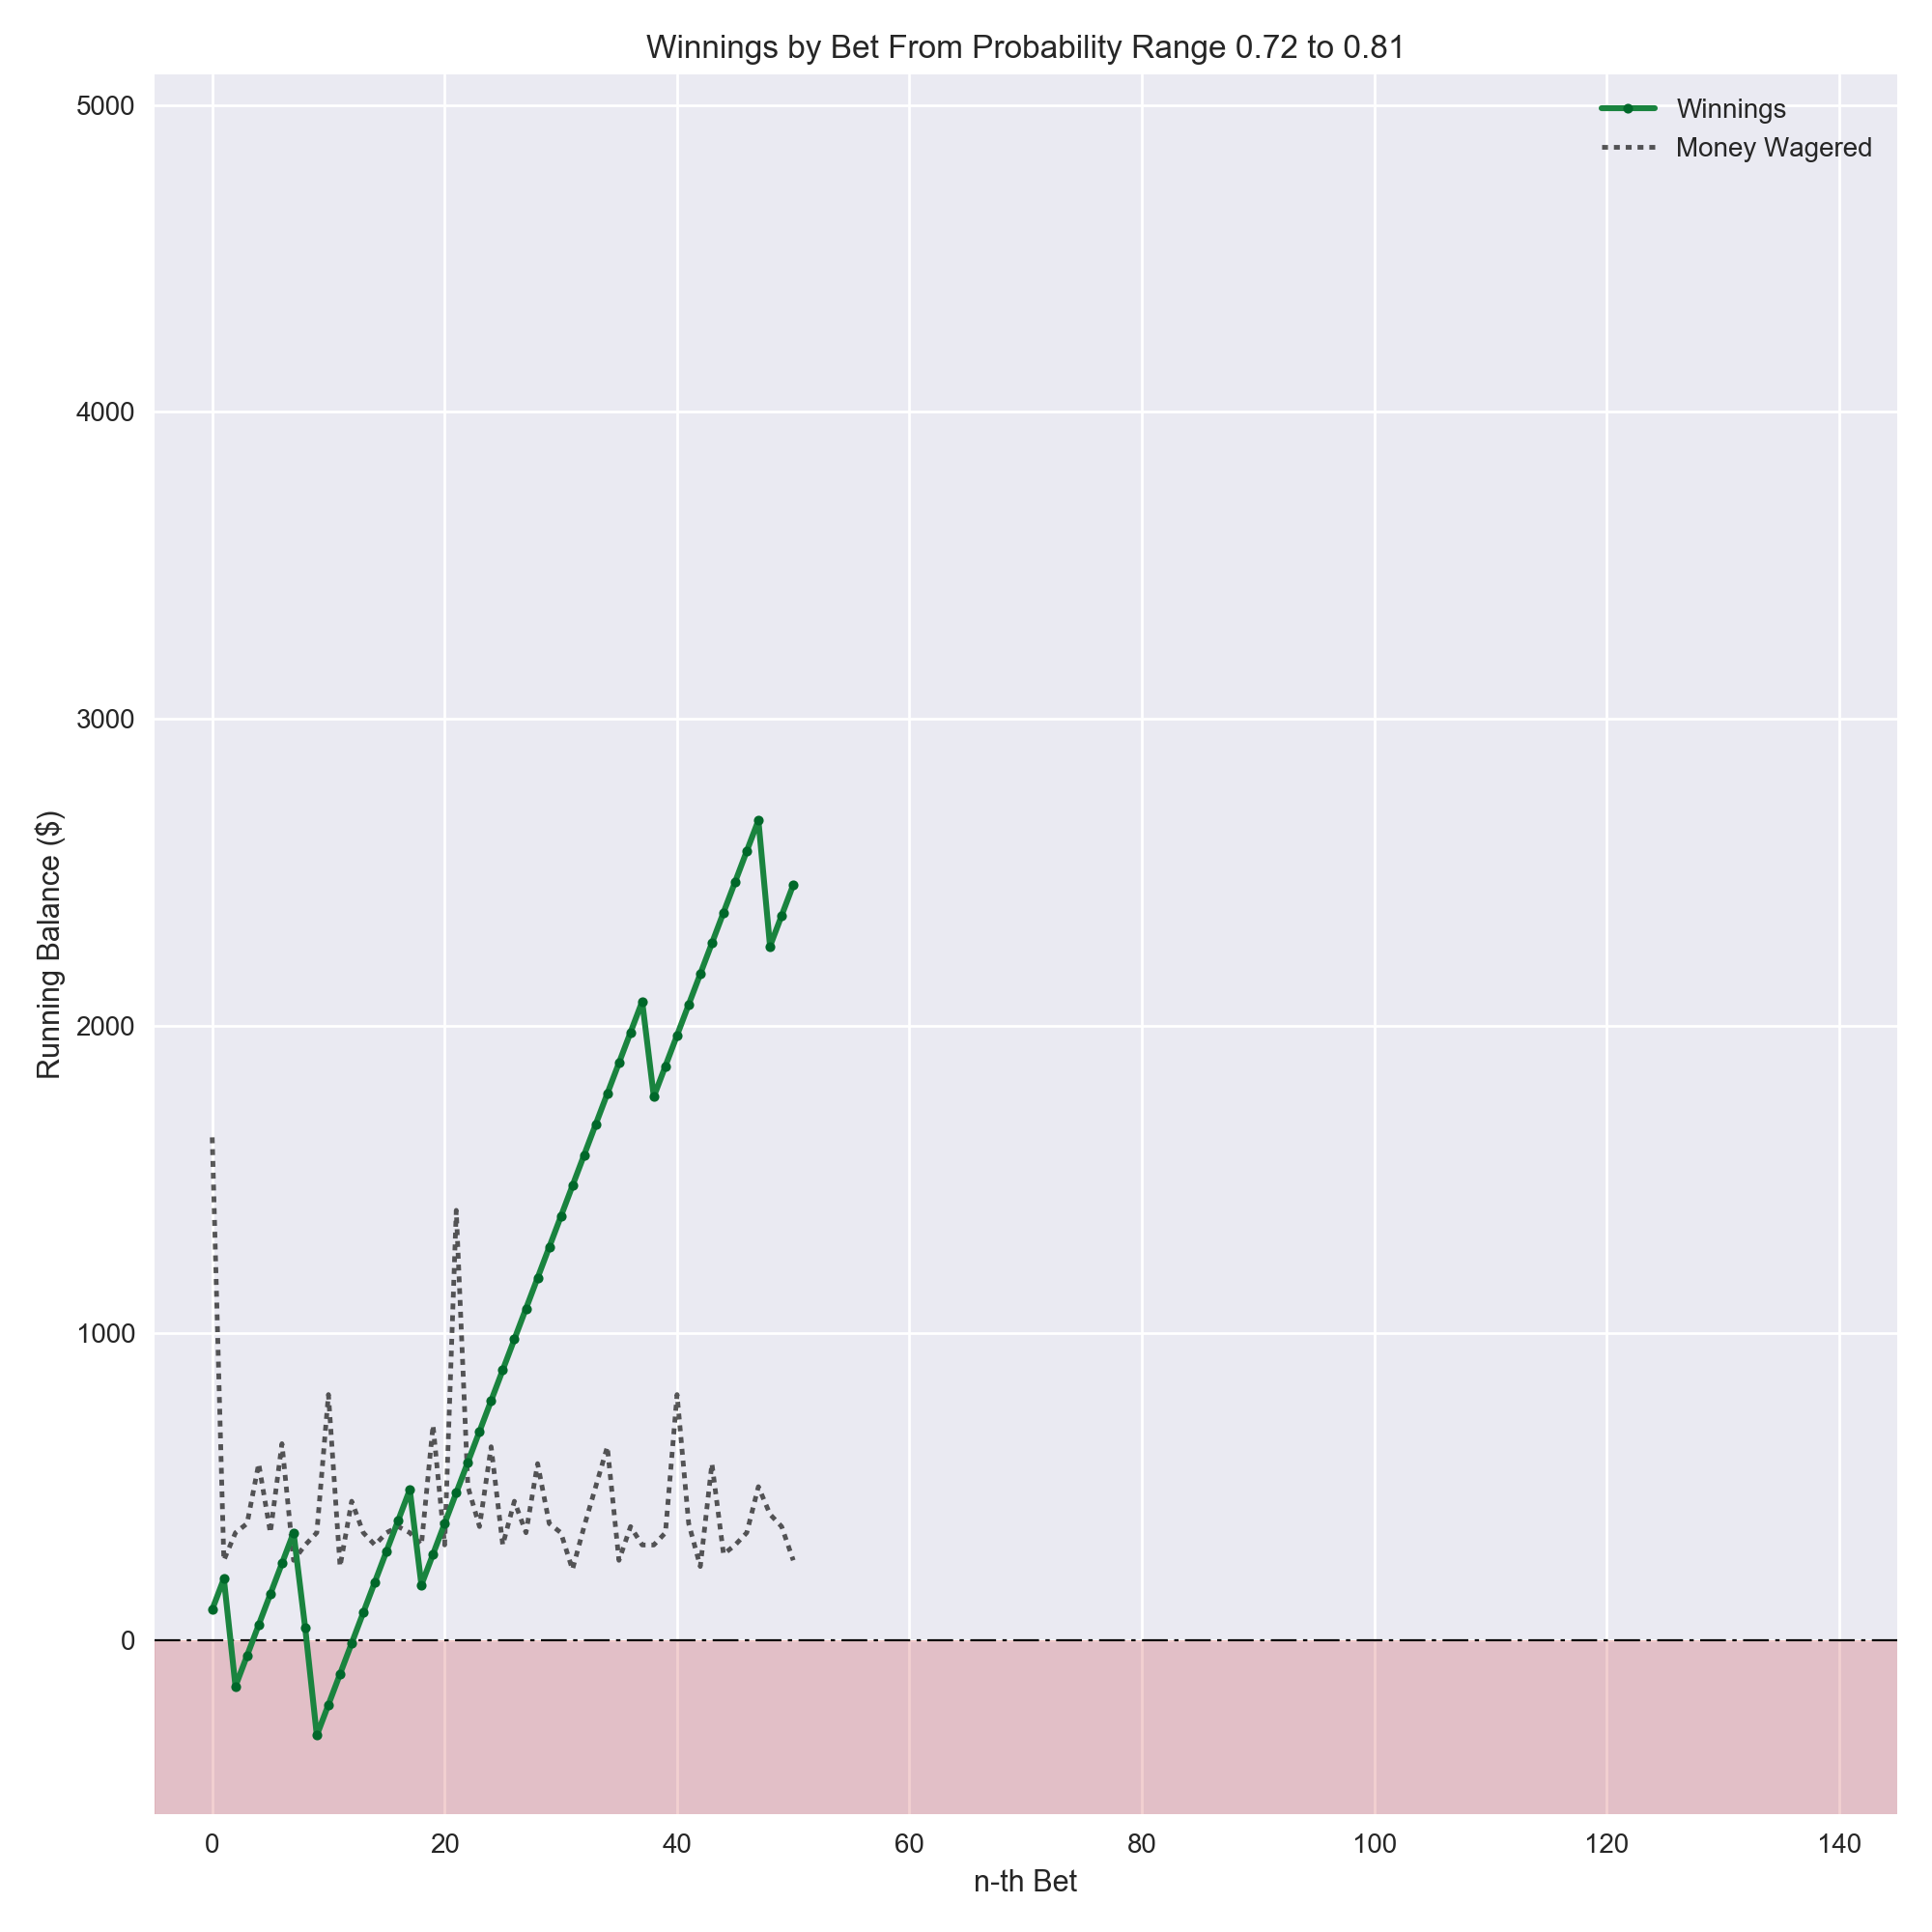 Winnings by Bet From Probability Range 0.72 to 0.81
Winnings
Money Wagered
5000
4000
3000
2000
1000
0
Running Balance ($)
0 20 40 60 80 100 120 140
n-th Bet